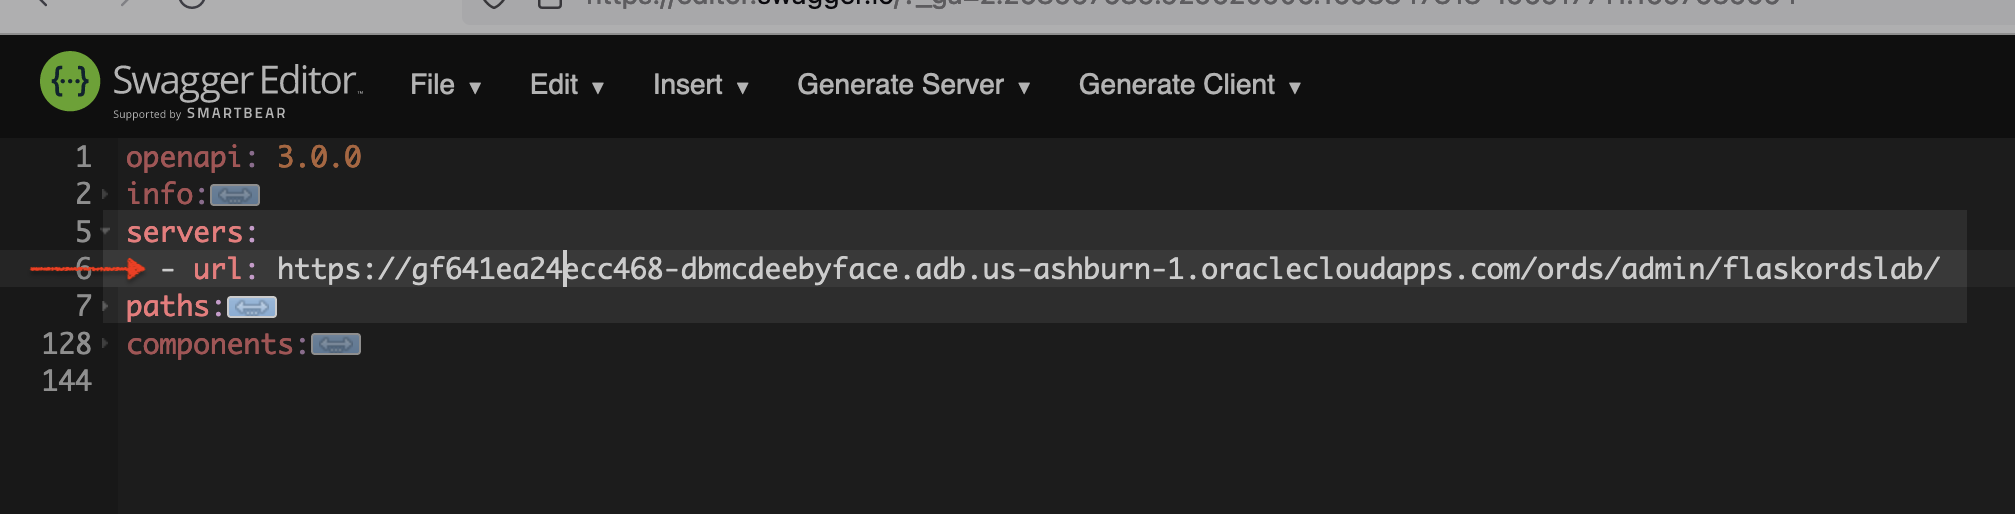 Swagger Editor
Supported by SMARTBEAR
File ▾ Edit ▾ Insert ▾ Generate Server ▾ Generate Client ▾
1 openapi: 3.0.0
2 info:
5 servers:
6 - url: https://gf641ea24ecc468-dbmcdeebyface.adb.us-ashburn-1.oraclecloudapps.com/ords/admin/flaskordslab/
7 paths:
128 components:
144